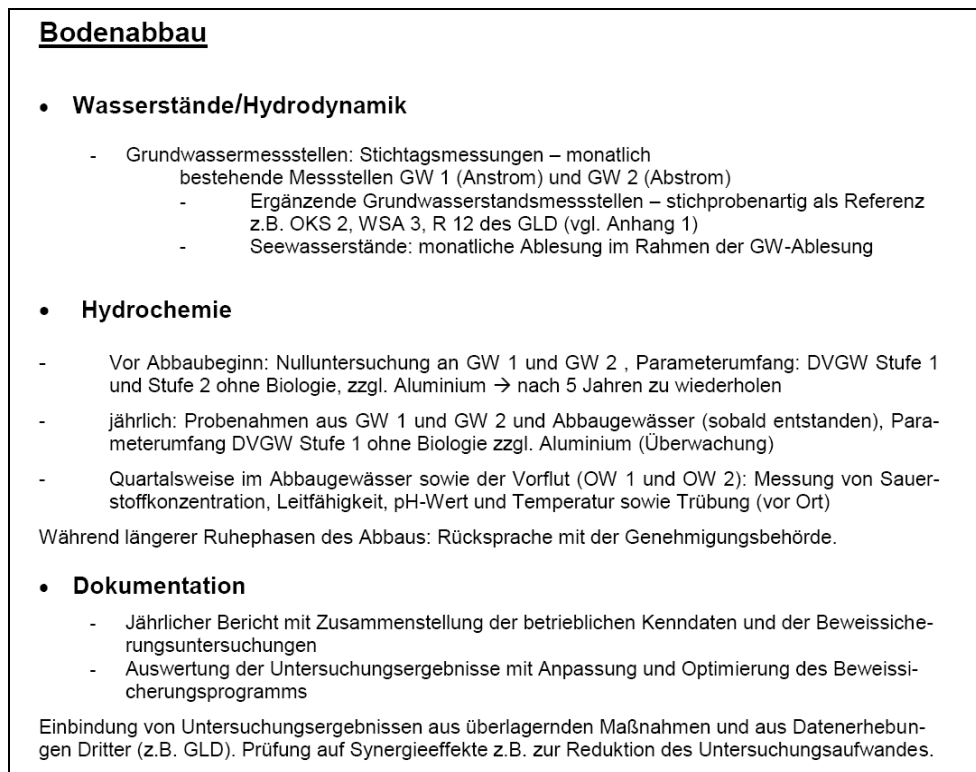 Bodenabbau
• Wasserstände/Hydrodynamik
- Grundwassermessstellen: Stichtagsmessungen – monatlich
bestehende Messstellen GW 1 (Anstrom) und GW 2 (Abstrom)
- Ergänzende Grundwasserstandsmessstellen – stichprobenartig als Referenz
z.B. OKS 2, WSA 3, R 12 des GLD (vgl. Anhang 1)
- Seewasserstände: monatliche Ablesung im Rahmen der GW-Ablesung
• Hydrochemie
- Vor Abbaubeginn: Nulluntersuchung an GW 1 und GW 2 , Parameterumfang: DVGW Stufe 1
und Stufe 2 ohne Biologie, zzgl. Aluminium → nach 5 Jahren zu wiederholen
- jährlich: Probenahmen aus GW 1 und GW 2 und Abbaugewässer (sobald entstanden), Para-
meterumfang DVGW Stufe 1 ohne Biologie zzgl. Aluminium (Überwachung)
- Quartalsweise im Abbaugewässer sowie der Vorflut (OW 1 und OW 2): Messung von Sauer-
stoffkonzentration, Leitfähigkeit, pH-Wert und Temperatur sowie Trübung (vor Ort)
Während längerer Ruhephasen des Abbaus: Rücksprache mit der Genehmigungsbehörde.
• Dokumentation
- Jährlicher Bericht mit Zusammenstellung der betrieblichen Kenndaten und der Beweissiche-
rungsuntersuchungen
- Auswertung der Untersuchungsergebnisse mit Anpassung und Optimierung des Beweissi-
cherungsprogramms
Einbindung von Untersuchungsergebnissen aus überlagernden Maßnahmen und aus Datenerhebun-
gen Dritter (z.B. GLD). Prüfung auf Synergieeffekte z.B. zur Reduktion des Untersuchungsaufwandes.